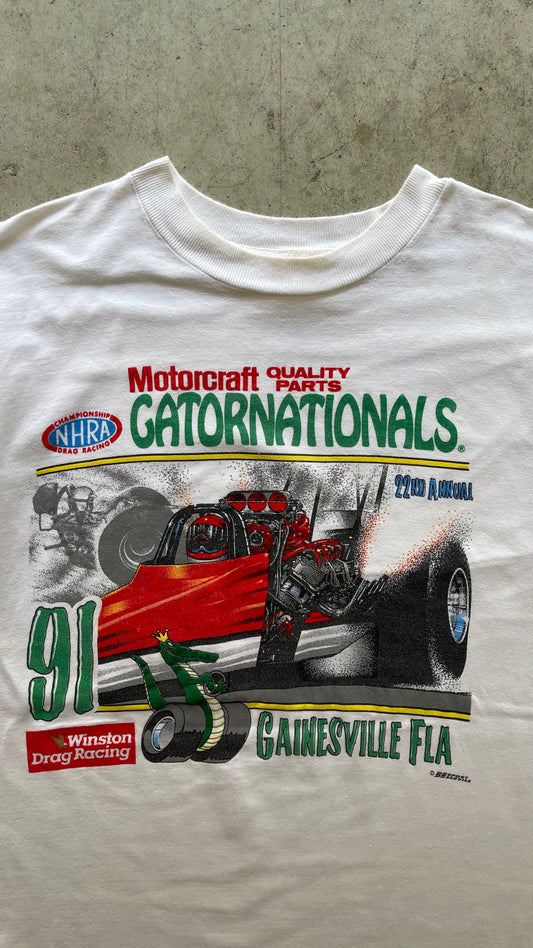 Motorcraft QUALITY PARTS
CHAMPIONSHIP
NHRA
DRAG RACING
GATORNATIONALS®
22ND ANNUAL
91
Winston
Drag Racing
GAINESVILLE FLA
©